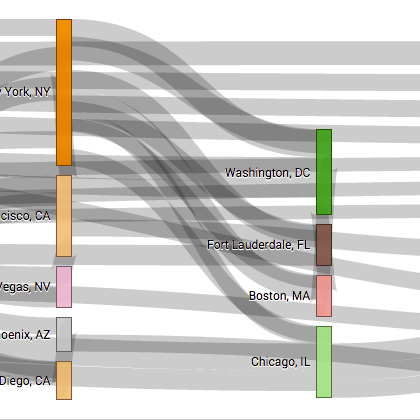 York, NY
Washington, DC
cisco, CA
Fort Lauderdale, FL
Vegas, NV
Boston, MA
oenix, AZ
Chicago, IL
Diego, CA